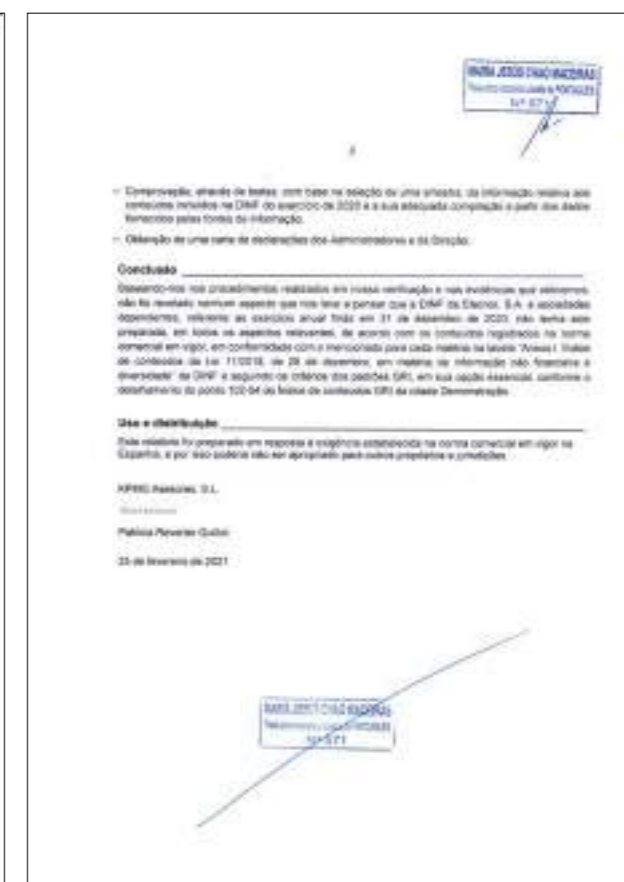 MARIA JESUS CHAO MACEIRAS
Nº 571
– Comprovação, através de testes, com base na seleção de uma amostra, da informação relativa aos
conteúdos incluídos na DINF do exercício de 2020 e a sua adequada compilação a partir dos dados
fornecidos pelas fontes de informação.
– Obtenção de uma carta de declarações dos Administradores e da Direção.
Conclusão
Baseando-nos nos procedimentos realizados em nossa verificação e nas evidências que obtivemos,
não foi revelado nenhum aspecto que nos leve a pensar que a DINF da Elecnor, S.A. e sociedades
dependentes, referente ao exercício anual findo em 31 de dezembro de 2020, não tenha sido
preparada, em todos os aspectos relevantes, de acordo com os conteúdos registrados na norma
comercial em vigor, em conformidade com o mencionado para cada matéria na tabela "Anexo I. Índice
de conteúdos da Lei 11/2018, de 28 de dezembro, em matéria de informação não financeira e
diversidade" da DINF e segundo os critérios dos padrões GRI, em sua opção essencial, conforme o
detalhamento do ponto 102-54 do Índice de conteúdos GRI da citada Demonstração.
Uso e distribuição
Este relatório foi preparado em resposta à exigência estabelecida na norma comercial em vigor na
Espanha, e por isso poderia não ser apropriado para outros propósitos e jurisdições.
KPMG Asesores, S.L.
Patricia Reverter Guillot
23 de fevereiro de 2021
MARIA JESUS CHAO MACEIRAS
Nº 571